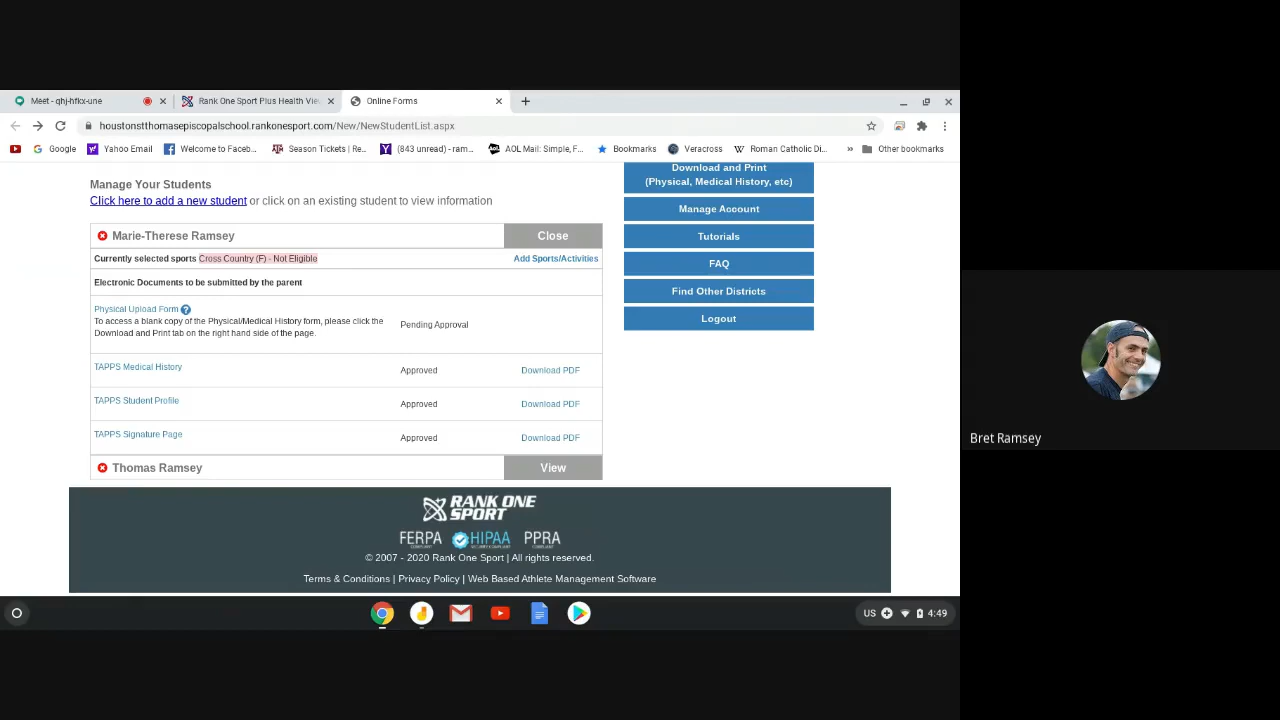 Meet - qhj-hfkx-une
Rank One Sport Plus Health Vie
Online Forms
houstonstthomasepiscopalschool.rankonesport.com/New/NewStudentList.aspx
Google Yahoo Email Welcome to Faceb... Season Tickets | Re... (843 unread) - ram... AOL Mail: Simple, F... Bookmarks Veracross Roman Catholic Di... » Other bookmarks
Manage Your Students
Click here to add a new student or click on an existing student to view information
Marie-Therese Ramsey Close
Currently selected sports Cross Country (F) - Not Eligible Add Sports/Activities
Electronic Documents to be submitted by the parent
Physical Upload Form ?
To access a blank copy of the Physical/Medical History form, please click the
Download and Print tab on the right hand side of the page.
Pending Approval
TAPPS Medical History Approved Download PDF
TAPPS Student Profile Approved Download PDF
TAPPS Signature Page Approved Download PDF
Thomas Ramsey View
Download and Print
(Physical, Medical History, etc)
Manage Account
Tutorials
FAQ
Find Other Districts
Logout
RANK ONE
SPORT
FERPA HIPAA PPRA
© 2007 - 2020 Rank One Sport | All rights reserved.
Terms & Conditions | Privacy Policy | Web Based Athlete Management Software
US 4:49
Bret Ramsey